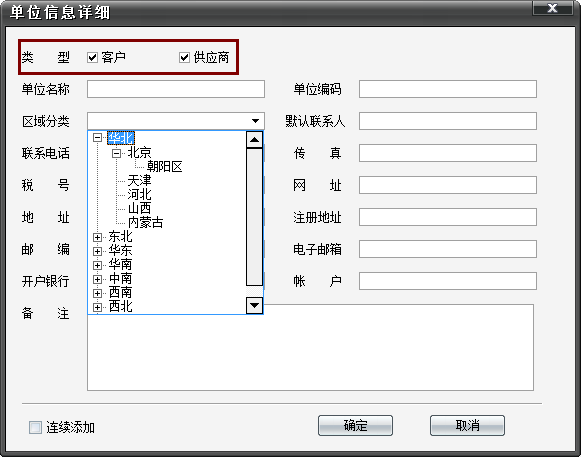 单位信息详细
类 型 客户 供应商
单位名称 单位编码
区域分类 默认联系人
华北
联系电话 北京 传 真
朝阳区
税 号 天津 网 址
河北
地 址 山西 注册地址
内蒙古
东北
邮 编 华东 电子邮箱
华南
开户银行 中南 帐 户
西南
备 注 西北
连续添加 确定 取消